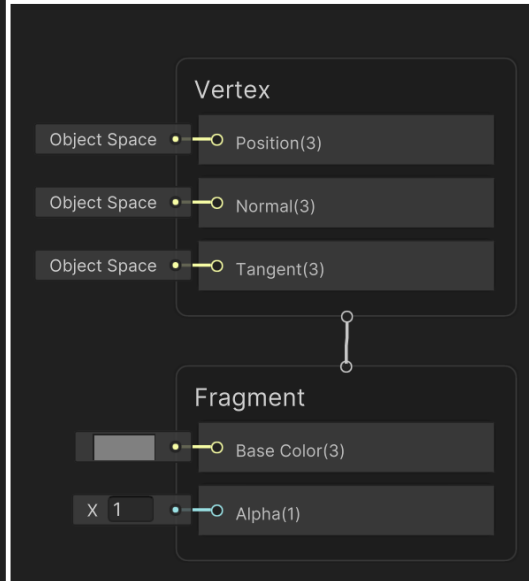 Vertex
Object Space Position(3)
Object Space Normal(3)
Object Space Tangent(3)
Fragment
Base Color(3)
X 1 Alpha(1)